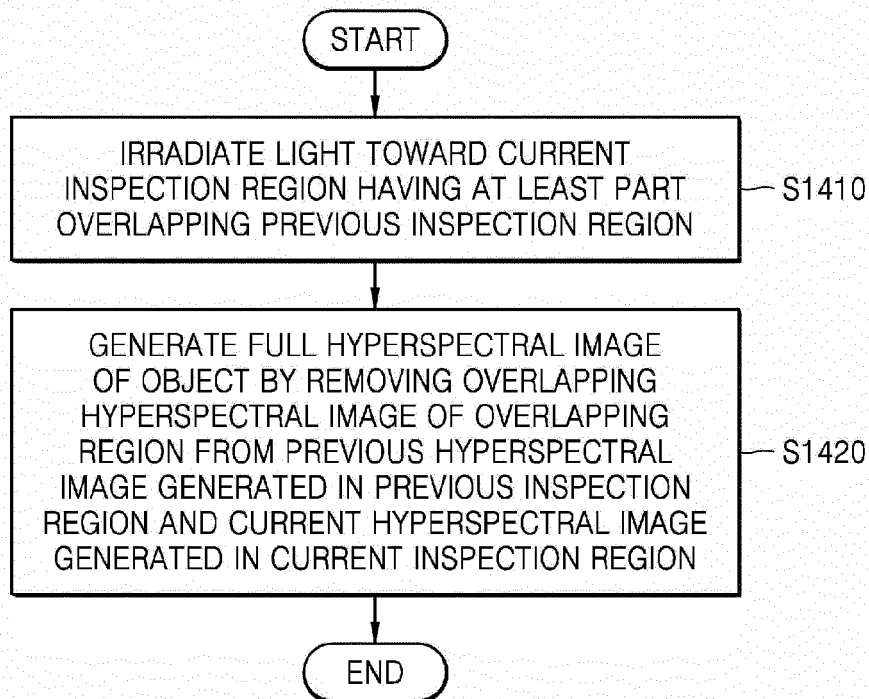 START
IRRADIATE LIGHT TOWARD CURRENT
INSPECTION REGION HAVING AT LEAST PART
OVERLAPPING PREVIOUS INSPECTION REGION
S1410
GENERATE FULL HYPERSPECTRAL IMAGE
OF OBJECT BY REMOVING OVERLAPPING
HYPERSPECTRAL IMAGE OF OVERLAPPING
REGION FROM PREVIOUS HYPERSPECTRAL
IMAGE GENERATED IN PREVIOUS INSPECTION
REGION AND CURRENT HYPERSPECTRAL IMAGE
GENERATED IN CURRENT INSPECTION REGION
S1420
END